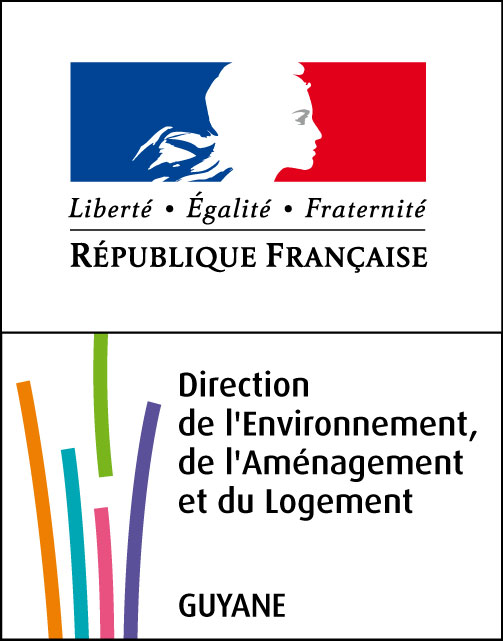 Liberté • Égalité • Fraternité
RÉPUBLIQUE FRANÇAISE
Direction
de l'Environnement,
de l'Aménagement
et du Logement
GUYANE